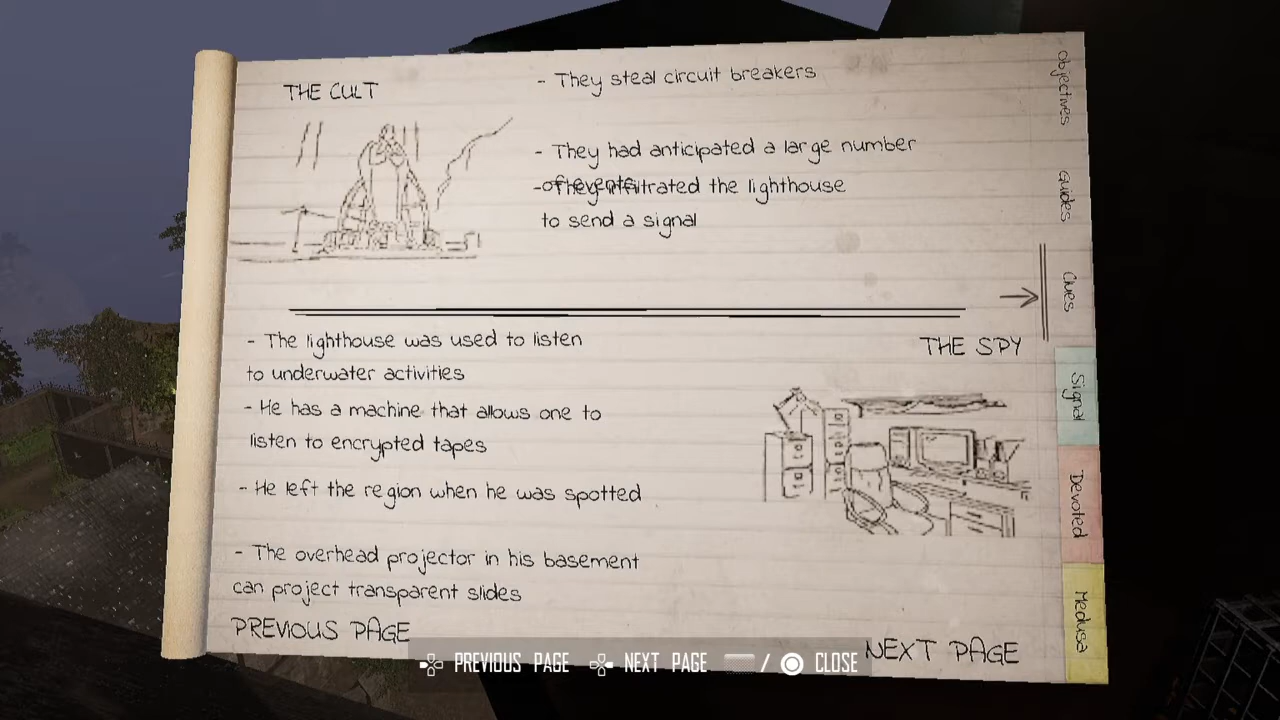 THE CULT
- They steal circuit breakers
- They had anticipated a large number
of events
- They infiltrated the lighthouse
to send a signal
- The lighthouse was used to listen
to underwater activities
- He has a machine that allows one to
listen to encrypted tapes
- He left the region when he was spotted
- The overhead projector in his basement
can project transparent slides
THE SPY
PREVIOUS PAGE
NEXT PAGE
Objectives
Guides
Clues
Signal
Devoted
Medusa
PREVIOUS PAGE NEXT PAGE / CLOSE